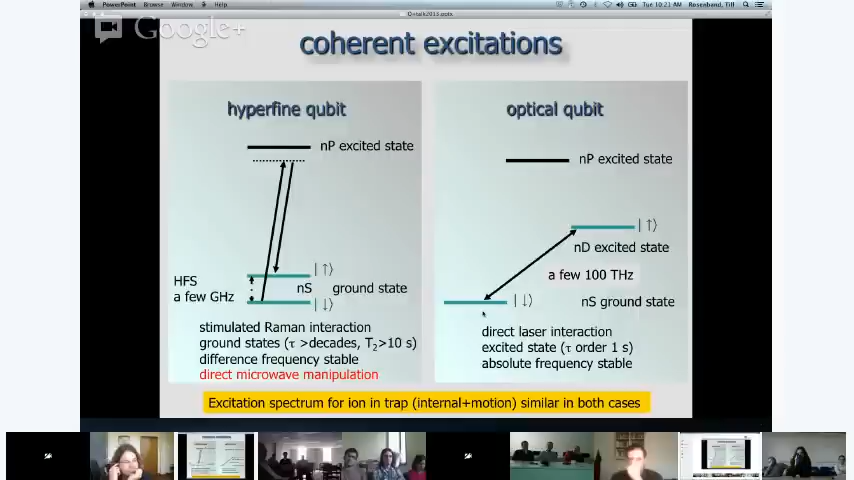 PowerPoint Browse Window Help
Tue 10:21 AM Rosenband, Till
Q+talk2013.pptx
Google+
coherent excitations
hyperfine qubit
nP excited state
HFS
a few GHz
| ↑⟩
nS ground state
| ↓⟩
stimulated Raman interaction
ground states (τ >decades, T2>10 s)
difference frequency stable
direct microwave manipulation
optical qubit
nP excited state
| ↑⟩
nD excited state
a few 100 THz
| ↓⟩
nS ground state
direct laser interaction
excited state (τ order 1 s)
absolute frequency stable
Excitation spectrum for ion in trap (internal+motion) similar in both cases